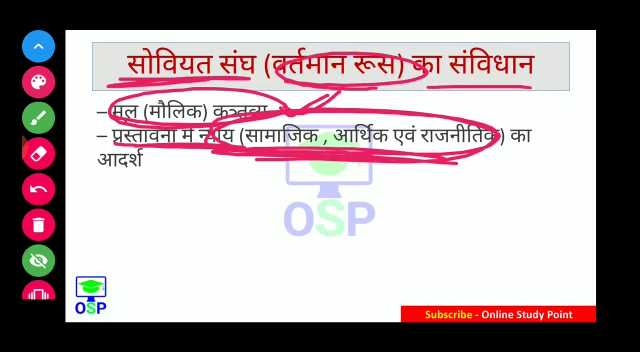 सोवियत संघ (वर्तमान रूस) का संविधान
– मूल (मौलिक) कर्त्तव्य
– प्रस्तावना में न्याय (सामाजिक , आर्थिक एवं राजनीतिक) का
आदर्श
OSP
OSP
Subscribe - Online Study Point